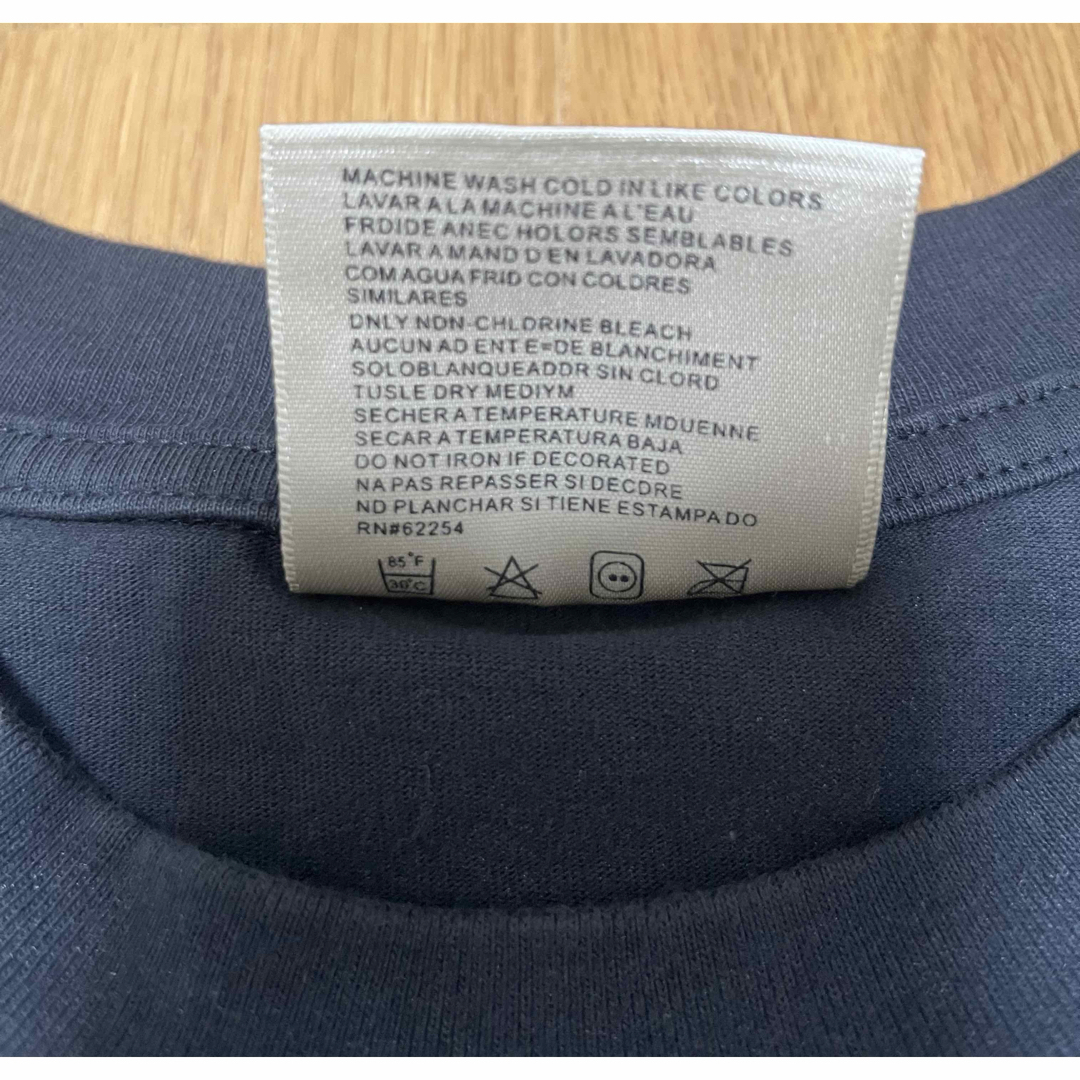 MACHINE WASH COLD IN LIKE COLORS
LAVAR A LA MACHINE A L'EAU
FRDIDE ANEC HOLORS SEMBLABLES
LAVAR A MAND D'EN LAVADORA
COM AGUA FRID CON COLDRES
SIMILARES
DNLY NDN-CHLDRINE BLEACH
AUCUN AD ENT E=DE BLANCHIMENT
SOLOBLANQUEADDR SIN CLORD
TUSLE DRY MEDIYM
SECHER A TEMPERATURE MDUENNE
SECAR A TEMPERATURA BAJA
DO NOT IRON IF DECORATED
NA PAS REPASSER SI DECDRE
ND PLANCHAR SI TIENE ESTAMPADO
RN#62254
85°F
30°C